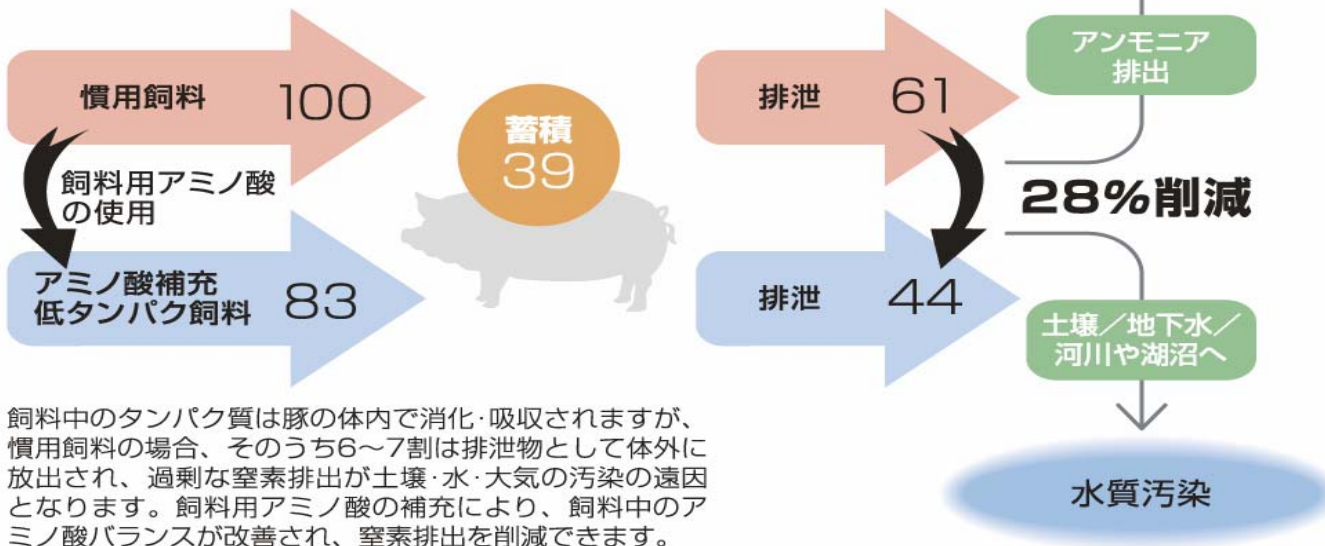 慣用飼料 100
飼料用アミノ酸
の使用
アミノ酸補充
低タンパク飼料 83
蓄積
39
排泄 61
排泄 44
28%削減
アンモニア
排出
土壌／地下水／
河川や湖沼へ
水質汚染
飼料中のタンパク質は豚の体内で消化・吸収されますが、
慣用飼料の場合、そのうち6～7割は排泄物として体外に
放出され、過剰な窒素排出が土壌・水・大気の汚染の遠因
となります。飼料用アミノ酸の補充により、飼料中のア
ミノ酸バランスが改善され、窒素排出を削減できます。